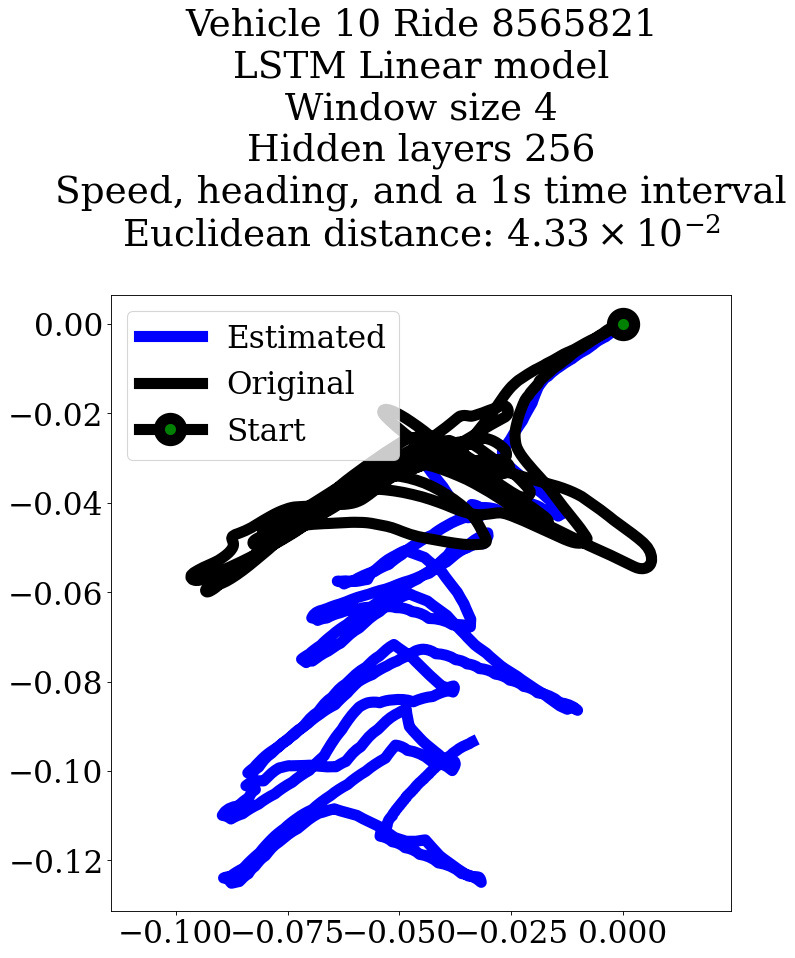 Vehicle 10 Ride 8565821
LSTM Linear model
Window size 4
Hidden layers 256
Speed, heading, and a 1s time interval
Euclidean distance: 4.33 × 10⁻²
Estimated
Original
Start
0.00
−0.02
−0.04
−0.06
−0.08
−0.10
−0.12
−0.100 −0.075 −0.050 −0.025 0.000